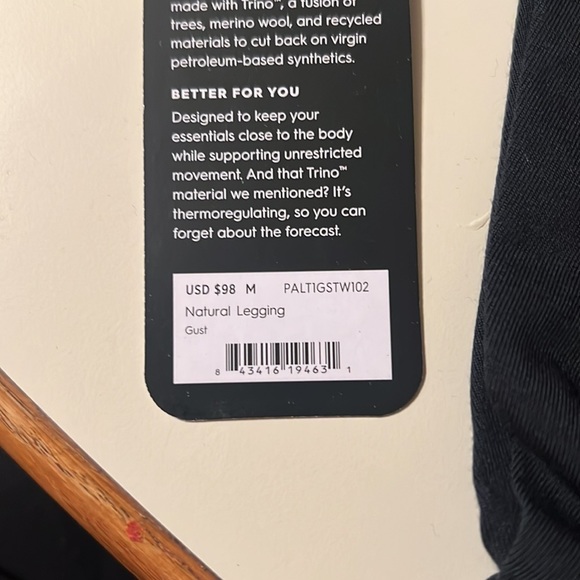 made with Trino™, a fusion of
trees, merino wool, and recycled
materials to cut back on virgin
petroleum-based synthetics.
BETTER FOR YOU
Designed to keep your
essentials close to the body
while supporting unrestricted
movement. And that Trino™
material we mentioned? It's
thermoregulating, so you can
forget about the forecast.
USD $98 M PALT1GSTW102
Natural Legging
Gust
8 43416 19463 1